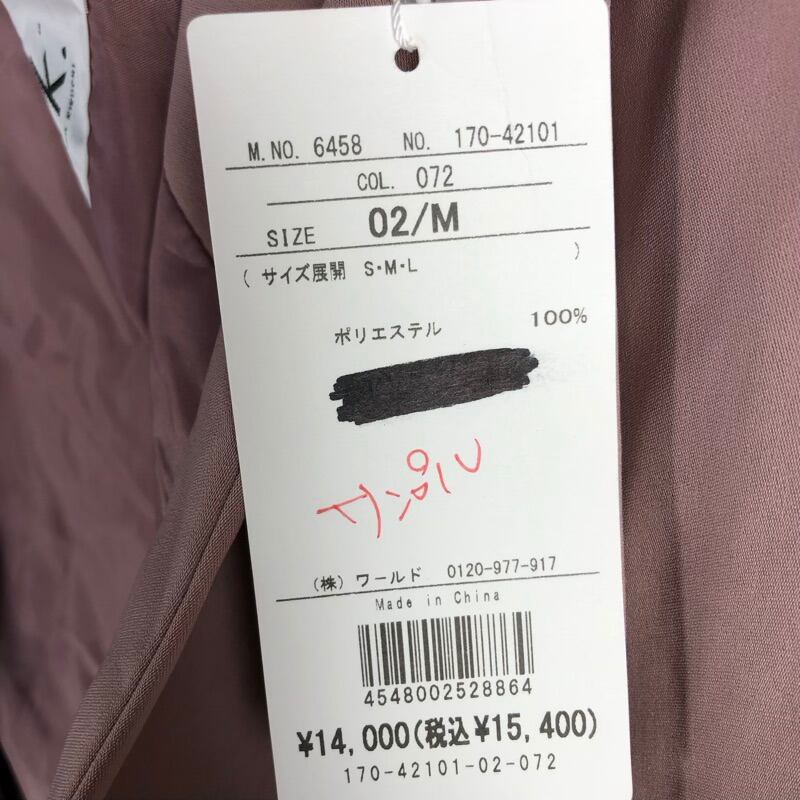 K.
M.NO. 6458 NO. 170-42101
COL. 072
SIZE 02/M
( サイズ展開 S・M・L )
ポリエステル 100%
サンプル
(株) ワールド 0120-977-917
Made in China
4548002528864
¥14,000(税込¥15,400)
170-42101-02-072